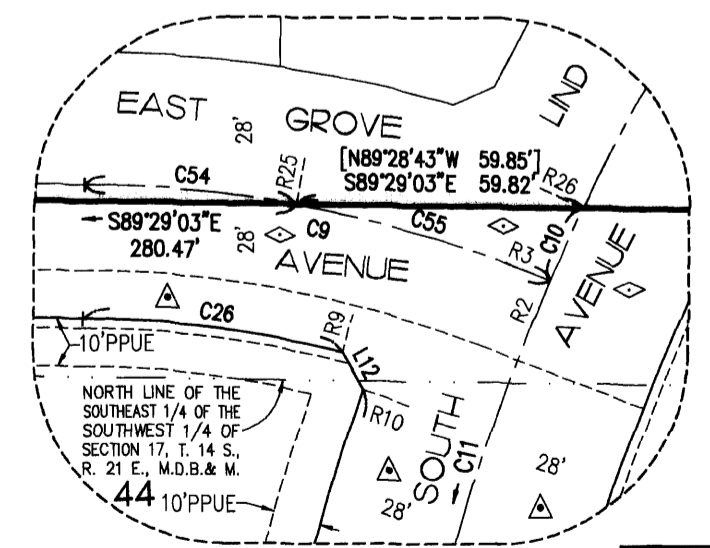 EAST
28'
GROVE
LIND
[N89°28'43"W 59.85']
S89°29'03"E 59.82'
C54
R25
R26
S89°29'03"E
280.47'
28'
C9
C55
R3
C10
AVENUE
AVENUE
R2
C26
R9
10'PPUE
L12
NORTH LINE OF THE
SOUTHEAST 1/4 OF THE
SOUTHWEST 1/4 OF
SECTION 17, T. 14 S.,
R. 21 E., M.D.B.& M.
R10
SOUTH
C11
28'
28'
44
10'PPUE